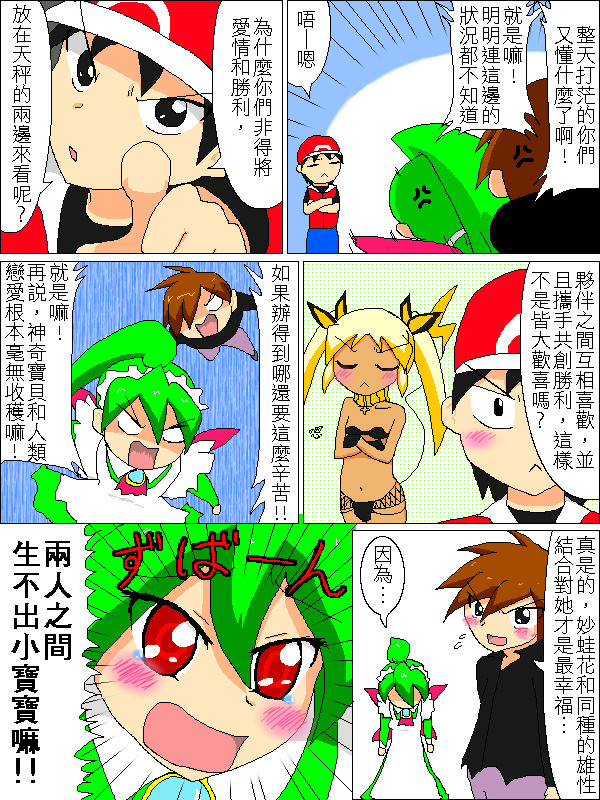 整天打茫的你們
又懂什麼了啊！
就是嘛！
明明連這邊的
狀況都不知道
唔－嗯
為什麼你們非得將
愛情和勝利，
放在天秤的兩邊來看呢？
夥伴之間互相喜歡，並
且攜手共創勝利，這樣
不是皆大歡喜嗎？
如果辦得到哪還要這麼辛苦!!
就是嘛！
再說，神奇寶貝和人類
戀愛根本毫無收穫嘛！
真是的，妙蛙花和同種的雄性
結合對她才是最幸福…
因為…
ずばーん
兩人之間
生不出小寶寶嘛!!